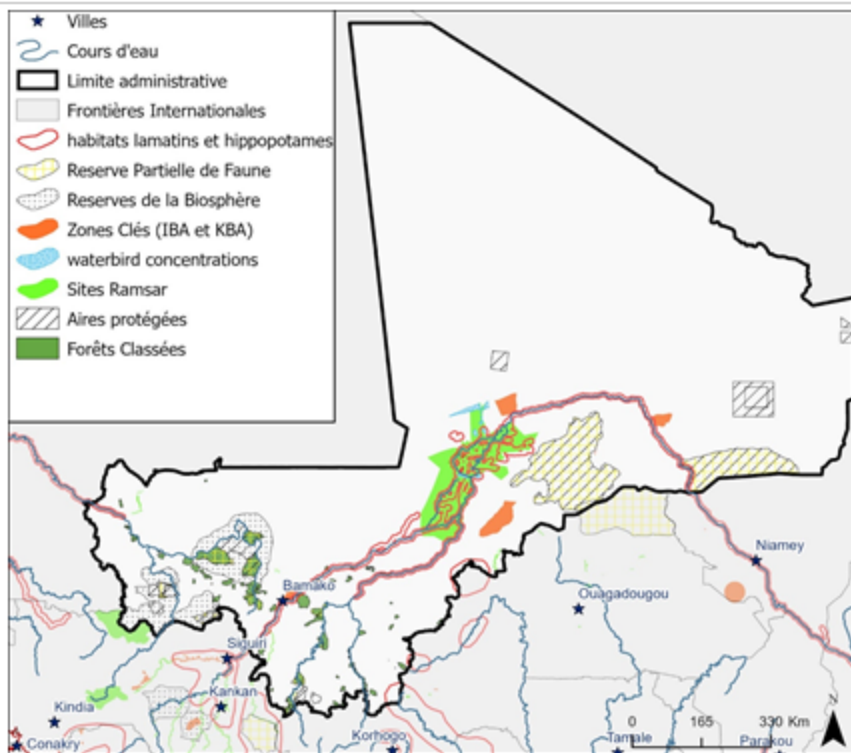 Villes
Cours d'eau
Limite administrative
Frontières Internationales
habitats lamatins et hippopotames
Reserve Partielle de Faune
Reserves de la Biosphère
Zones Clés (IBA et KBA)
waterbird concentrations
Sites Ramsar
Aires protégées
Forêts Classées
Niamey
Bamako
Ouagadougou
Siguiri
Kankan
Kindia
Conakry
Korhogo
Tamale
Parakou
0 165 330 Km
N